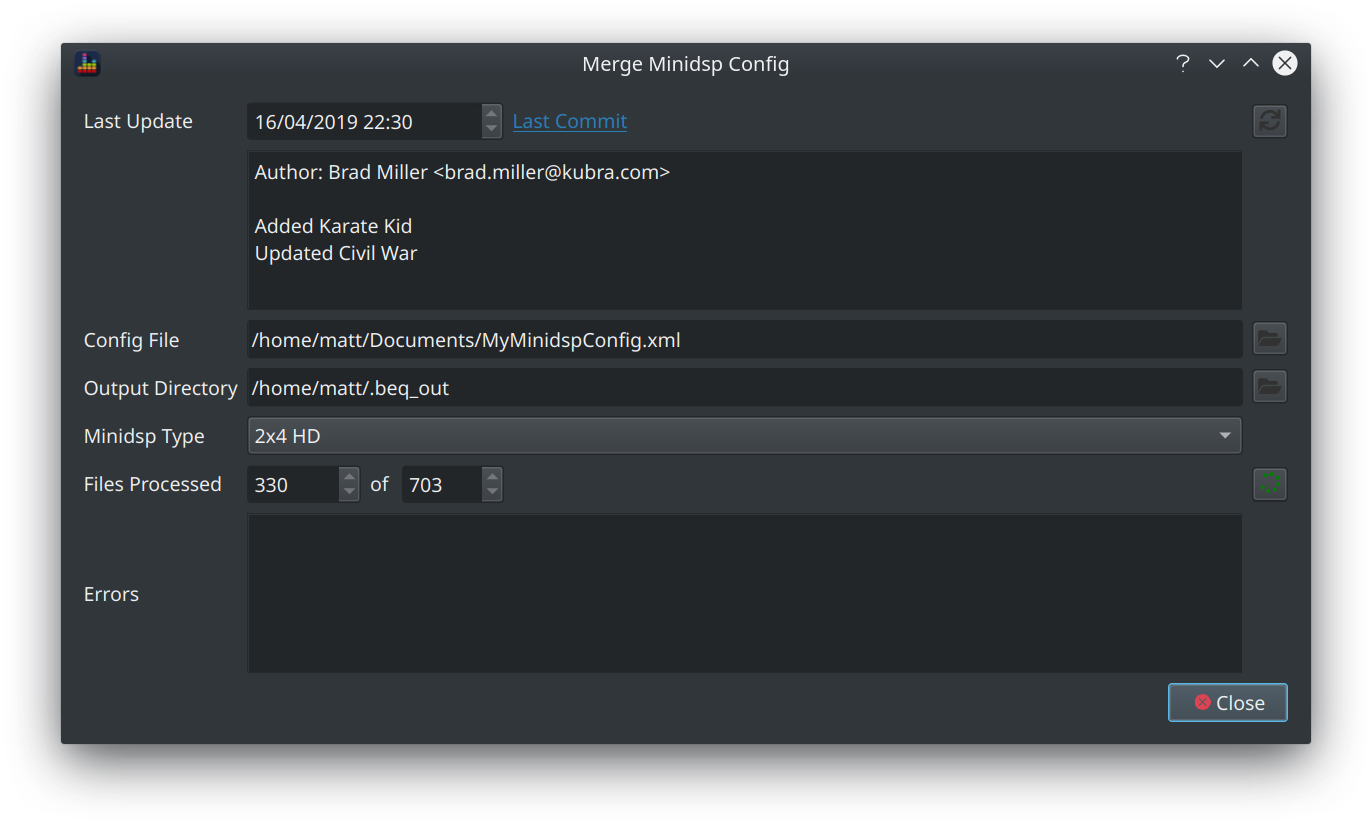 Merge Minidsp Config
?
Last Update 16/04/2019 22:30 Last Commit
Author: Brad Miller <brad.miller@kubra.com>
Added Karate Kid
Updated Civil War
Config File /home/matt/Documents/MyMinidspConfig.xml
Output Directory /home/matt/.beq_out
Minidsp Type 2x4 HD
Files Processed 330 of 703
Errors
Close